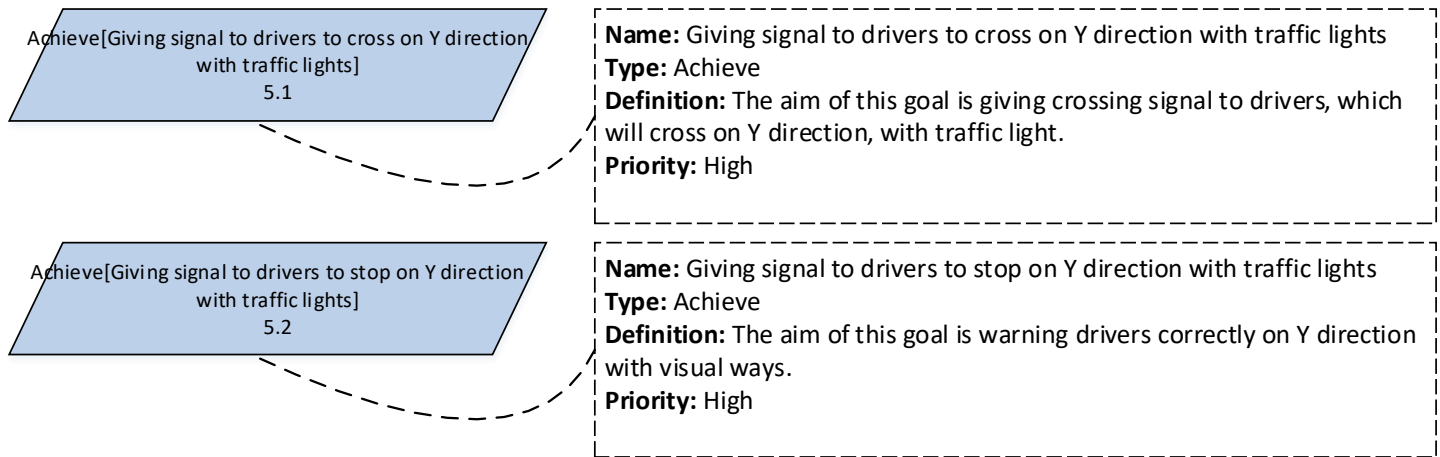 Achieve[Giving signal to drivers to cross on Y direction
with traffic lights]
5.1
Name: Giving signal to drivers to cross on Y direction with traffic lights
Type: Achieve
Definition: The aim of this goal is giving crossing signal to drivers, which
will cross on Y direction, with traffic light.
Priority: High
Achieve[Giving signal to drivers to stop on Y direction
with traffic lights]
5.2
Name: Giving signal to drivers to stop on Y direction with traffic lights
Type: Achieve
Definition: The aim of this goal is warning drivers correctly on Y direction
with visual ways.
Priority: High